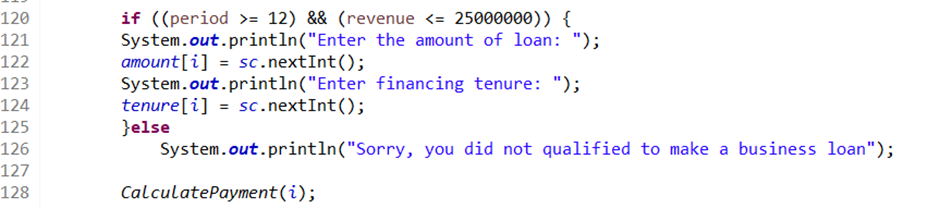 120 if ((period >= 12) && (revenue <= 25000000)) {
121 System.out.println("Enter the amount of loan: ");
122 amount[i] = sc.nextInt();
123 System.out.println("Enter financing tenure: ");
124 tenure[i] = sc.nextInt();
125 }else
126 System.out.println("Sorry, you did not qualified to make a business loan");
127
128 CalculatePayment(i);